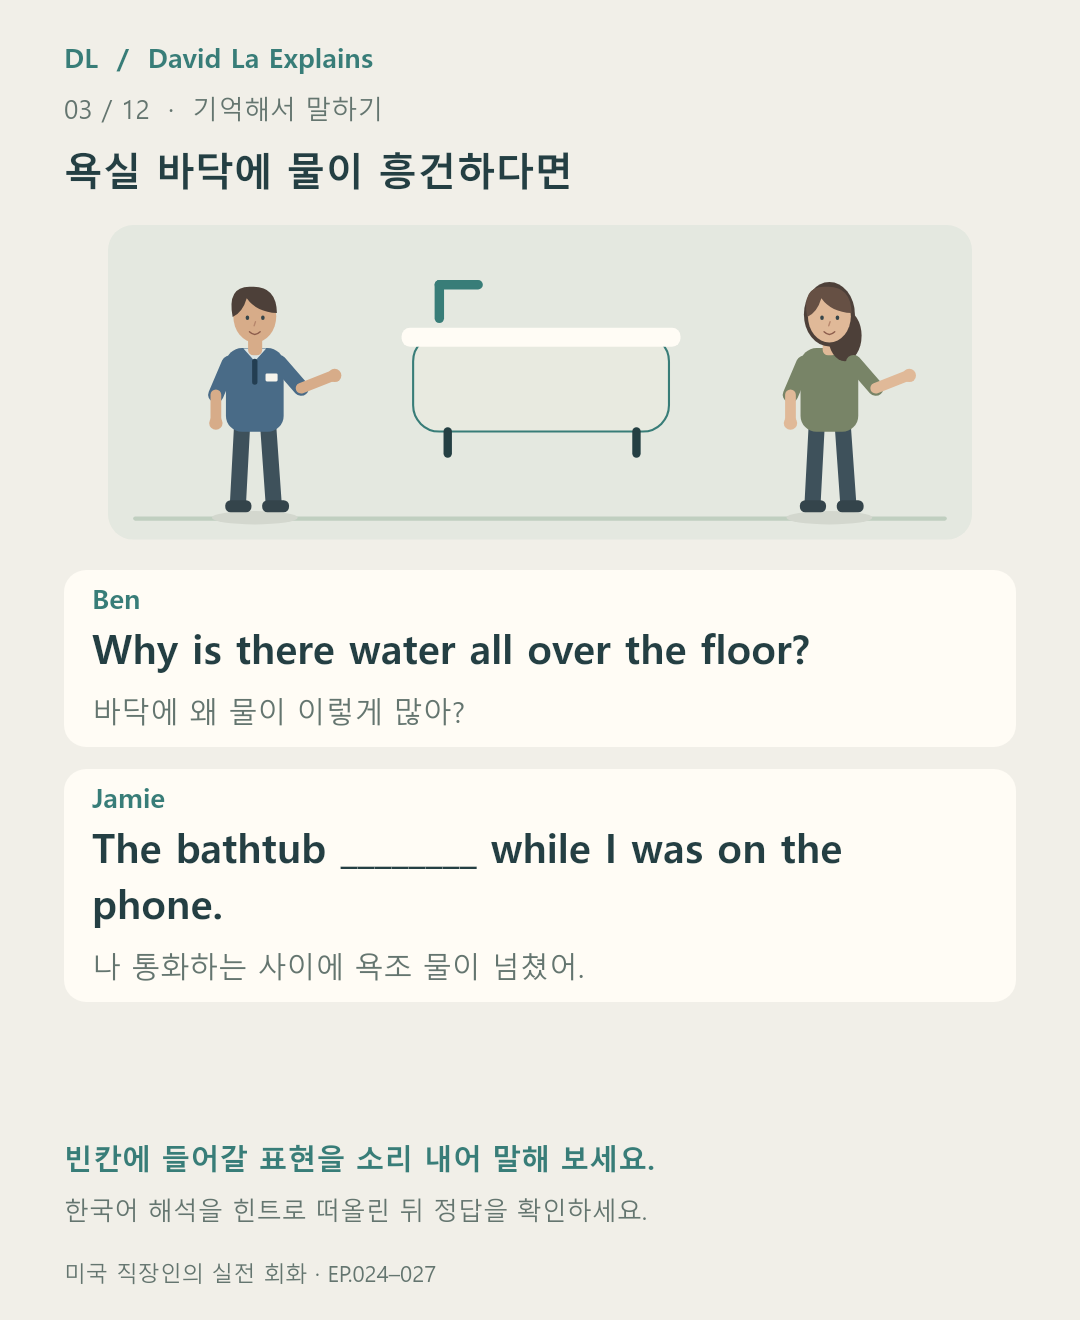 DL / David La Explains
03 / 12 · 기억해서 말하기
욕실 바닥에 물이 흥건하다면
Ben
Why is there water all over the floor?
바닥에 왜 물이 이렇게 많아?
Jamie
The bathtub ________ while I was on the
phone.
나 통화하는 사이에 욕조 물이 넘쳤어.
빈칸에 들어갈 표현을 소리 내어 말해 보세요.
한국어 해석을 힌트로 떠올린 뒤 정답을 확인하세요.
미국 직장인의 실전 회화 · EP.024–027